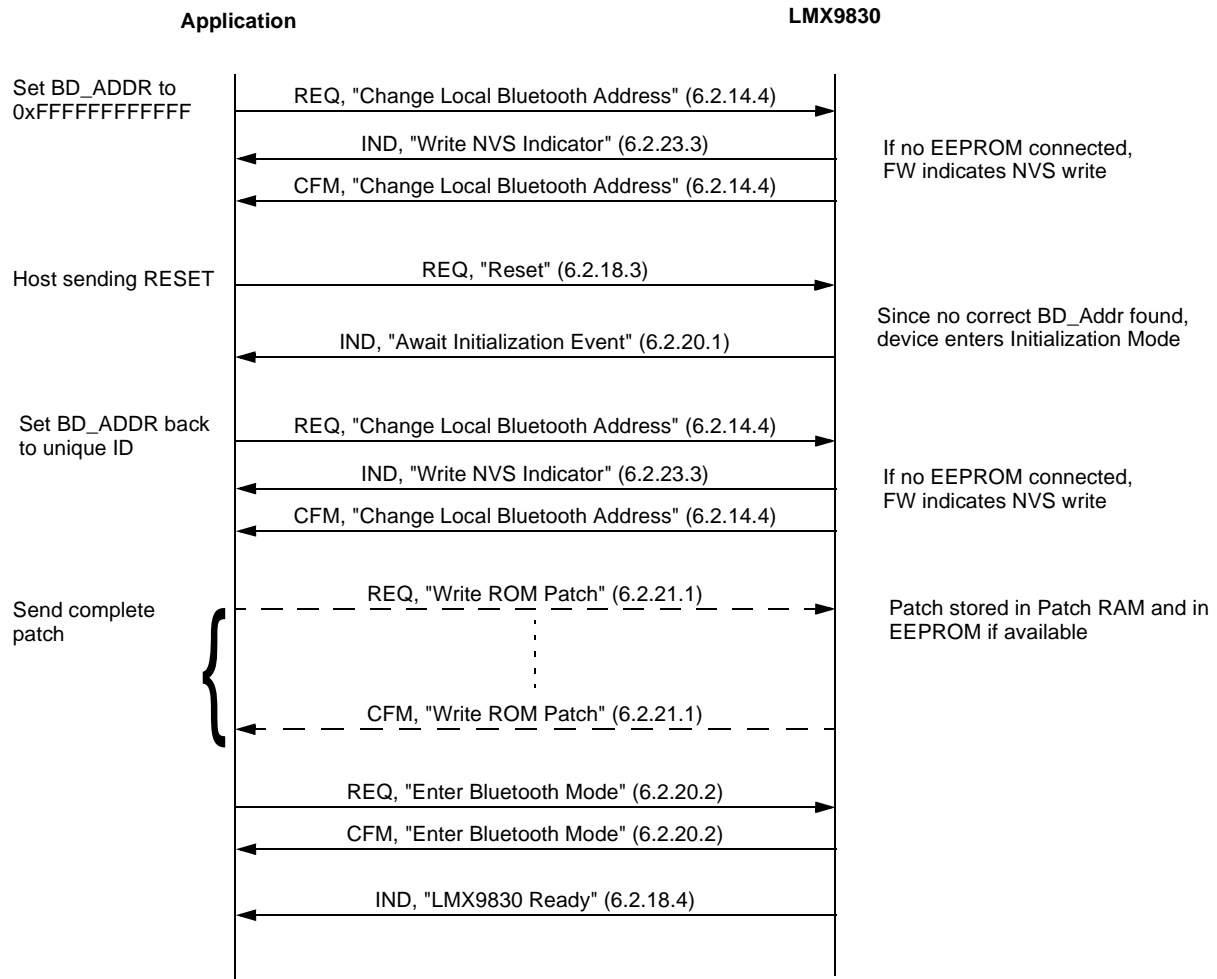 Application
LMX9830
Set BD_ADDR to
0xFFFFFFFFFFFF
REQ, "Change Local Bluetooth Address" (6.2.14.4)
IND, "Write NVS Indicator" (6.2.23.3)
If no EEPROM connected,
FW indicates NVS write
CFM, "Change Local Bluetooth Address" (6.2.14.4)
Host sending RESET
REQ, "Reset" (6.2.18.3)
Since no correct BD_Addr found,
device enters Initialization Mode
IND, "Await Initialization Event" (6.2.20.1)
Set BD_ADDR back
to unique ID
REQ, "Change Local Bluetooth Address" (6.2.14.4)
IND, "Write NVS Indicator" (6.2.23.3)
If no EEPROM connected,
FW indicates NVS write
CFM, "Change Local Bluetooth Address" (6.2.14.4)
Send complete
patch
REQ, "Write ROM Patch" (6.2.21.1)
Patch stored in Patch RAM and in
EEPROM if available
CFM, "Write ROM Patch" (6.2.21.1)
REQ, "Enter Bluetooth Mode" (6.2.20.2)
CFM, "Enter Bluetooth Mode" (6.2.20.2)
IND, "LMX9830 Ready" (6.2.18.4)